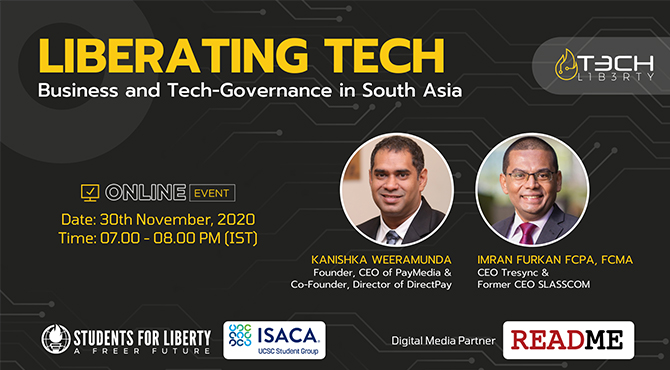 LIBERATING TECH
Business and Tech-Governance in South Asia
T3CH
L1B3RTY
ONLINE EVENT
Date: 30th November, 2020
Time: 07.00 - 08.00 PM (IST)
KANISHKA WEERAMUNDA
Founder, CEO of PayMedia &
Co-Founder, Director of DirectPay
IMRAN FURKAN FCPA, FCMA
CEO Tresync &
Former CEO SLASSCOM
STUDENTS FOR LIBERTY
A FREER FUTURE
ISACA.
UCSC Student Group
Digital Media Partner
README